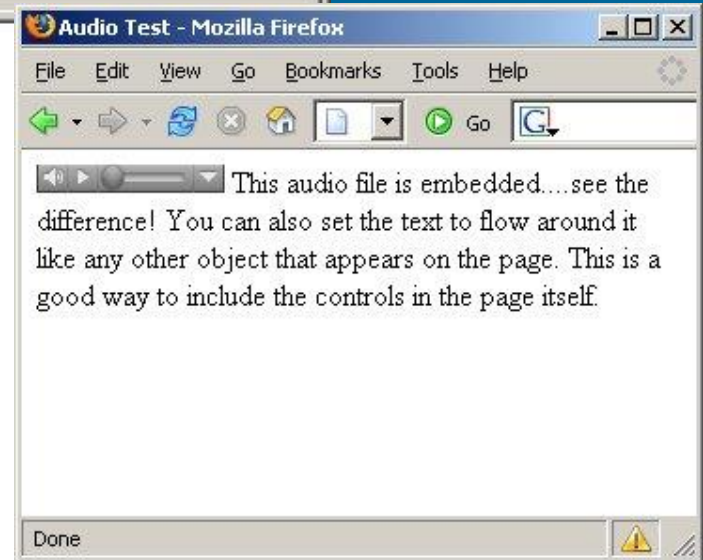 Audio Test - Mozilla Firefox
File Edit View Go Bookmarks Tools Help
Go G
This audio file is embedded....see the
difference! You can also set the text to flow around it
like any other object that appears on the page. This is a
good way to include the controls in the page itself.
Done